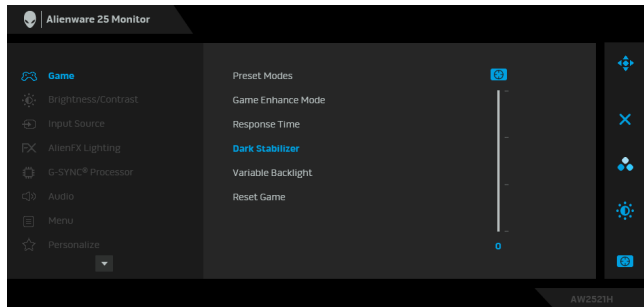 Alienware 25 Monitor
Game
Brightness/Contrast
Input Source
FX AlienFX Lighting
G-SYNC® Processor
Audio
Menu
Personalize
Preset Modes
Game Enhance Mode
Response Time
Dark Stabilizer
Variable Backlight
Reset Game
0
AW2521H